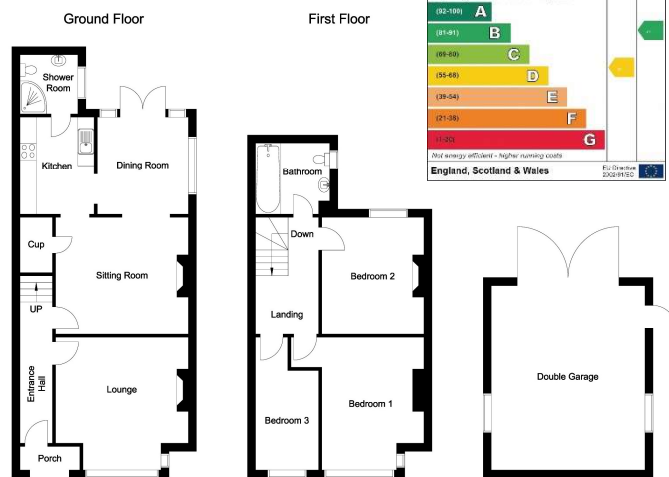 Ground Floor
Shower
Room
Kitchen
Dining Room
Cup
Sitting Room
UP
Entrance
Hall
Lounge
Porch
First Floor
Bathroom
Down
Bedroom 2
Landing
Bedroom 3
Bedroom 1
(92-100) A
(81-91) B
(69-80) C
(55-68) D
(39-54) E
(21-38) F
(1-20) G
Not energy efficient - higher running costs
England, Scotland & Wales
EU Directive
2002/91/EC
Double Garage